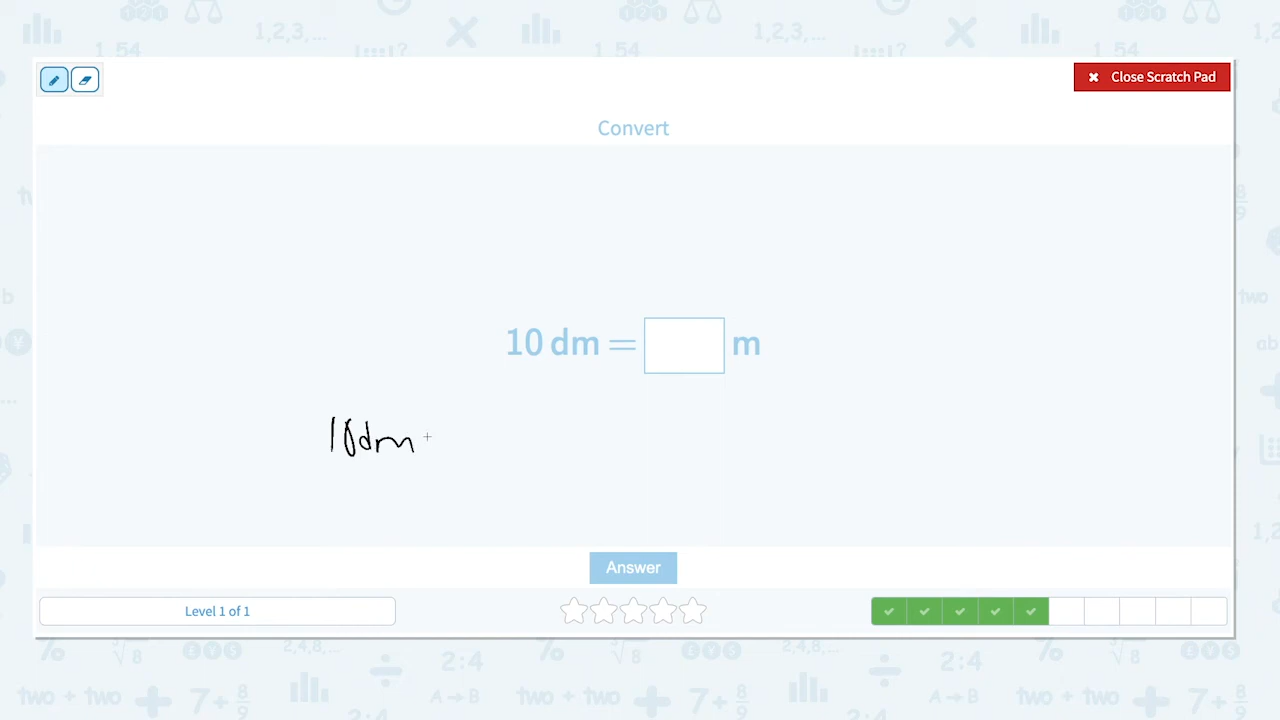 Close Scratch Pad
Convert
10 dm = m
10dm
Answer
Level 1 of 1